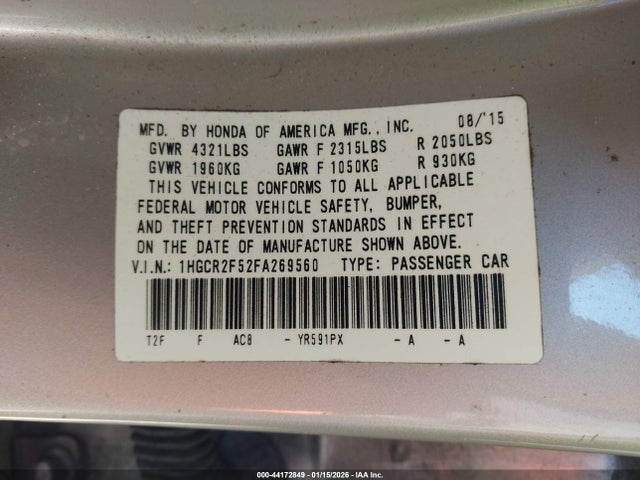 MFD. BY HONDA OF AMERICA MFG., INC. 08/'15
GVWR 4321LBS GAWR F 2315LBS R 2050LBS
GVWR 1960KG GAWR F 1050KG R 930KG
THIS VEHICLE CONFORMS TO ALL APPLICABLE
FEDERAL MOTOR VEHICLE SAFETY, BUMPER,
AND THEFT PREVENTION STANDARDS IN EFFECT
ON THE DATE OF MANUFACTURE SHOWN ABOVE.
V.I.N.: 1HGCR2F52FA269560 TYPE: PASSENGER CAR
T2F F AC8 - YR591PX - A - A
000-44172849 | 01/15/2026 | IAA Inc.